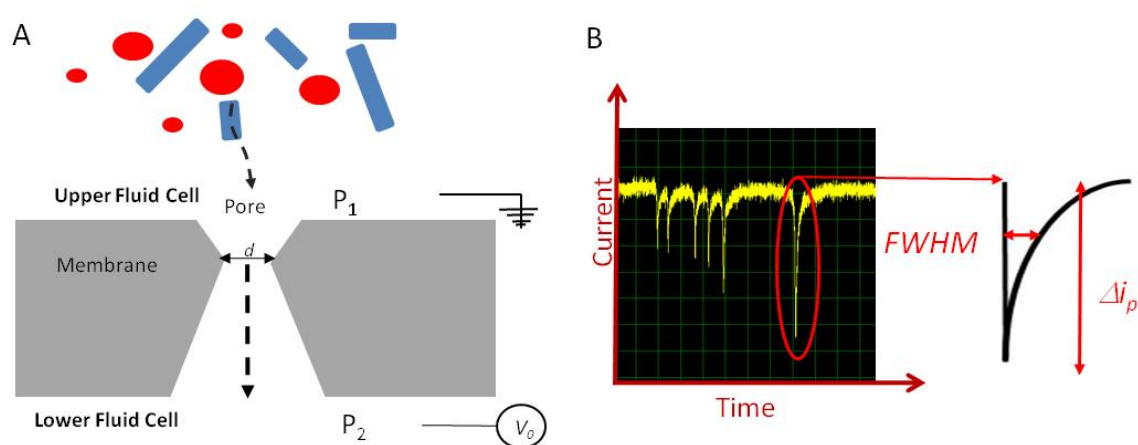 A
Upper Fluid Cell
Pore
P1
d
Membrane
Lower Fluid Cell
P2
V0
B
Current
Time
FWHM
Δip